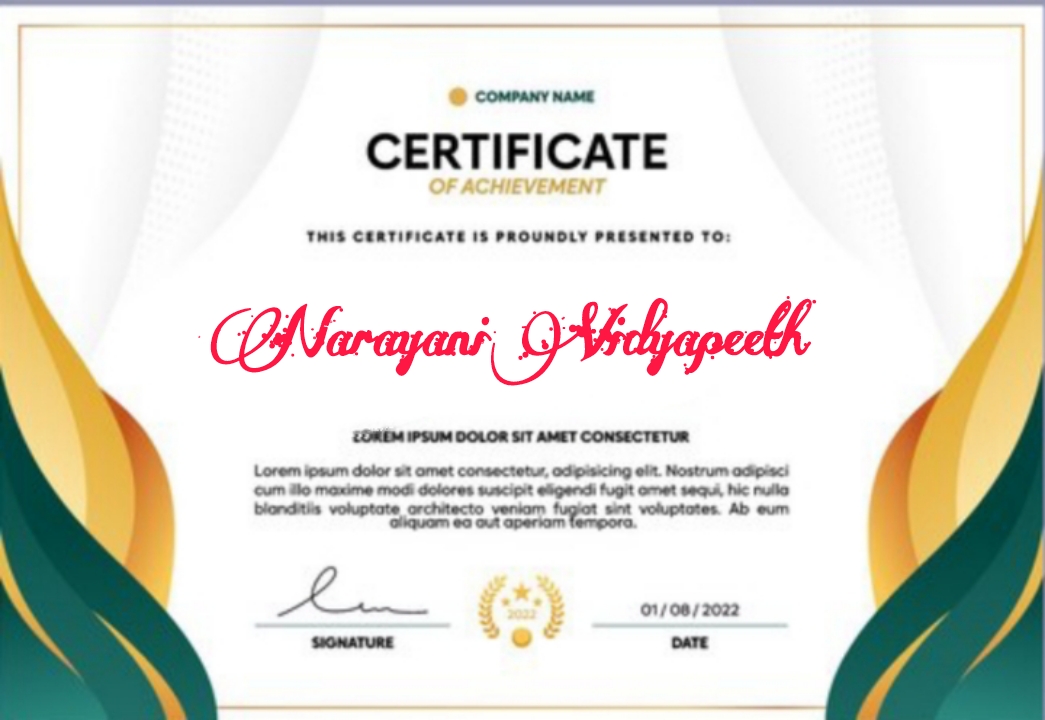 COMPANY NAME
CERTIFICATE
OF ACHIEVEMENT
THIS CERTIFICATE IS PROUNDLY PRESENTED TO:
Narayani Vidyapeeth
LOREM IPSUM DOLOR SIT AMET CONSECTETUR
Lorem ipsum dolor sit amet consectetur, adipisicing elit. Nostrum adipisci
cum illo maxime modi dolores suscipit eligendi fugit amet sequi, hic nulla
blanditiis voluptate architecto veniam fugiat sint voluptates. Ab eum
aliquam ea aut aperiam tempora.
2022
01/08/2022
SIGNATURE
DATE